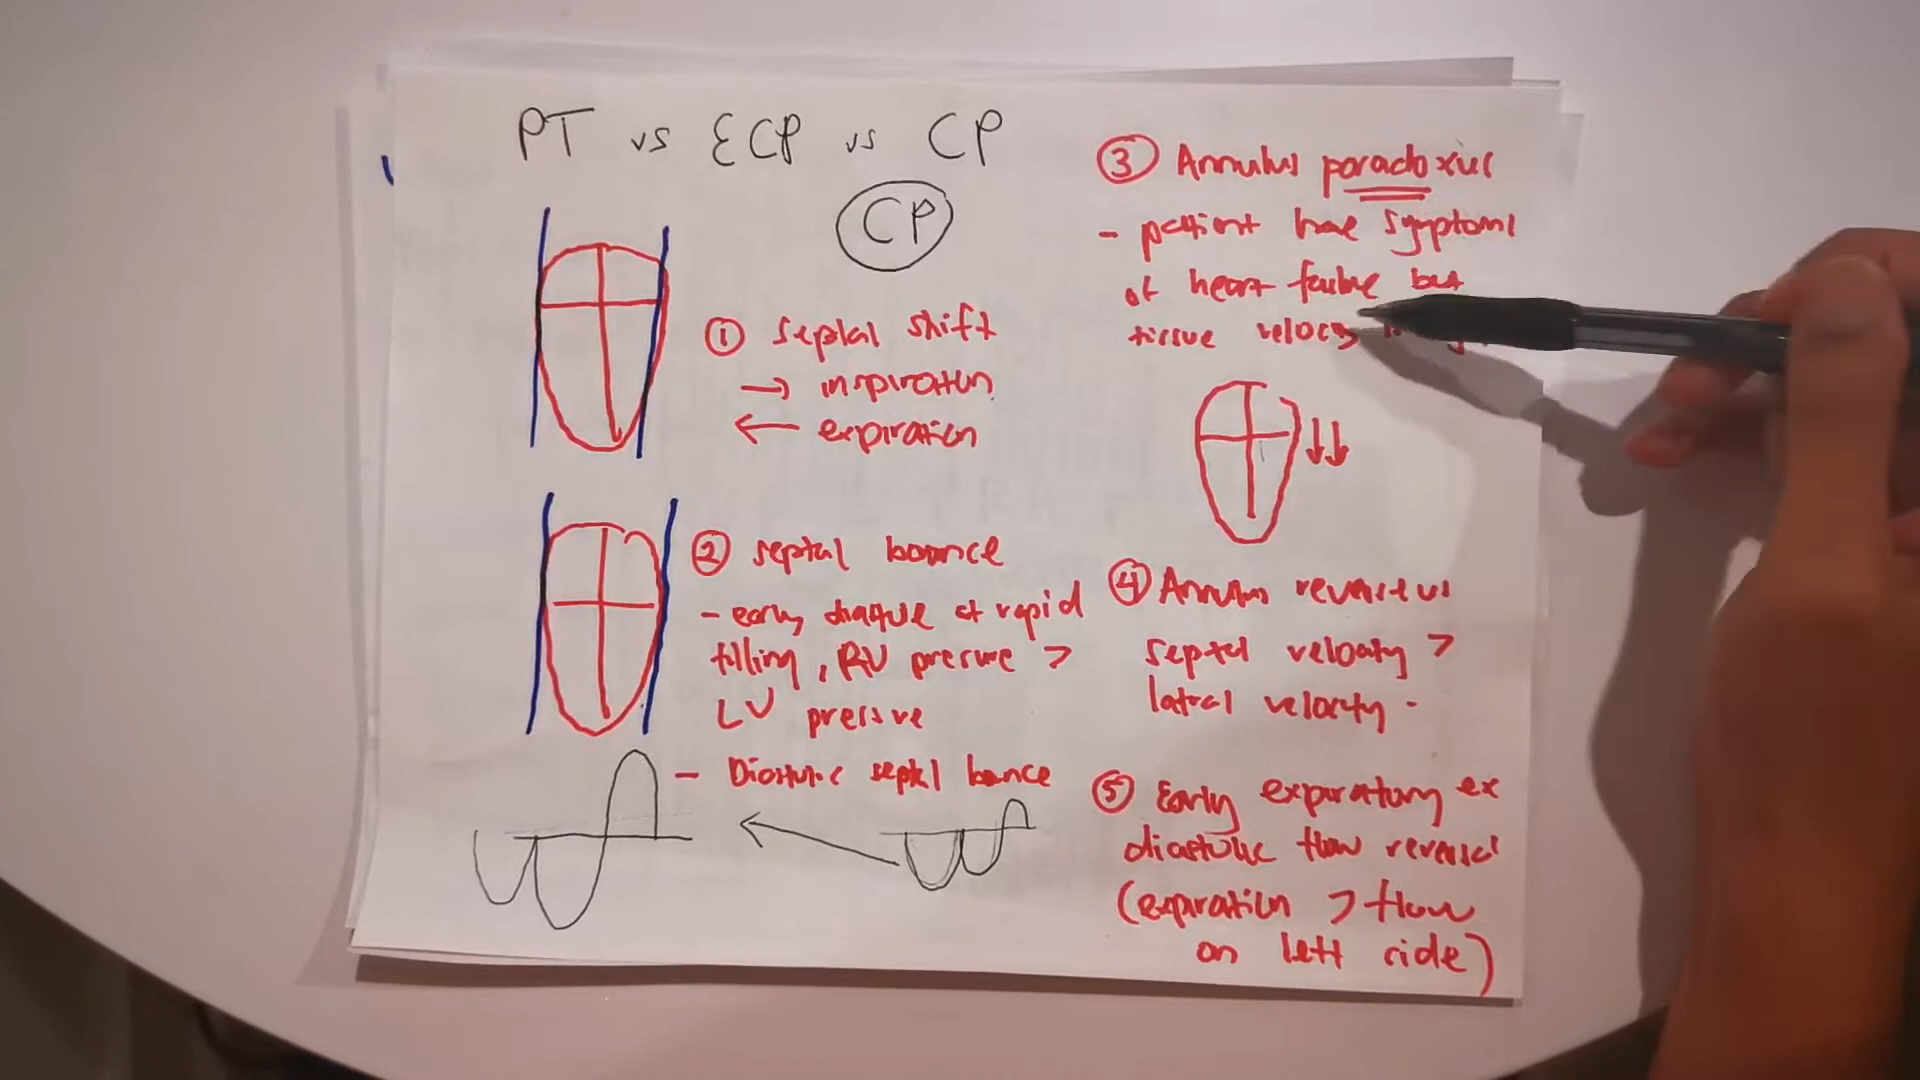 PT vs ECP vs CP
CP
① septal shift
→ inspiration
← expiration
② septal bounce
- early diastole at rapid
filling, RV pressure >
LV pressure
- Diastolic septal bounce
③ Annulus paradoxus
- patient have symptoms
of heart failure but
tissue velocity
④ Annulus reversus
septal velocity >
lateral velocity
⑤ Early expiratory ex
diastolic flow reversal
(expiration > flow
on left side)